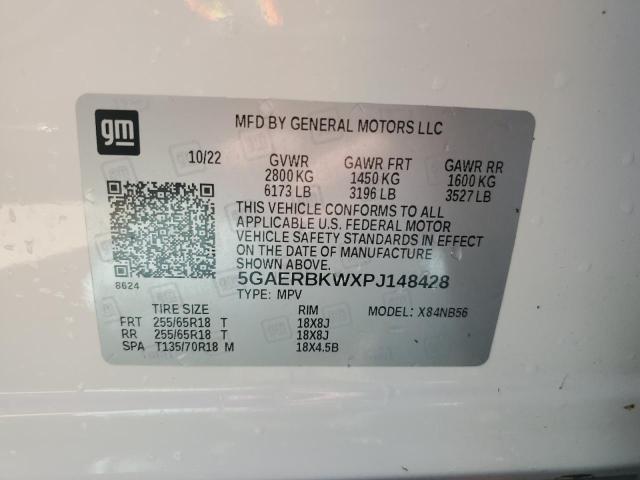 gm
MFD BY GENERAL MOTORS LLC
10/22 GVWR GAWR FRT GAWR RR
2800 KG 1450 KG 1600 KG
6173 LB 3196 LB 3527 LB
THIS VEHICLE CONFORMS TO ALL
APPLICABLE U.S. FEDERAL MOTOR
VEHICLE SAFETY STANDARDS IN EFFECT
ON THE DATE OF MANUFACTURE
SHOWN ABOVE.
8624
5GAERBKWXPJ148428
TYPE: MPV
TIRE SIZE RIM MODEL: X84NB56
FRT 255/65R18 T 18X8J
RR 255/65R18 T 18X8J
SPA T135/70R18 M 18X4.5B